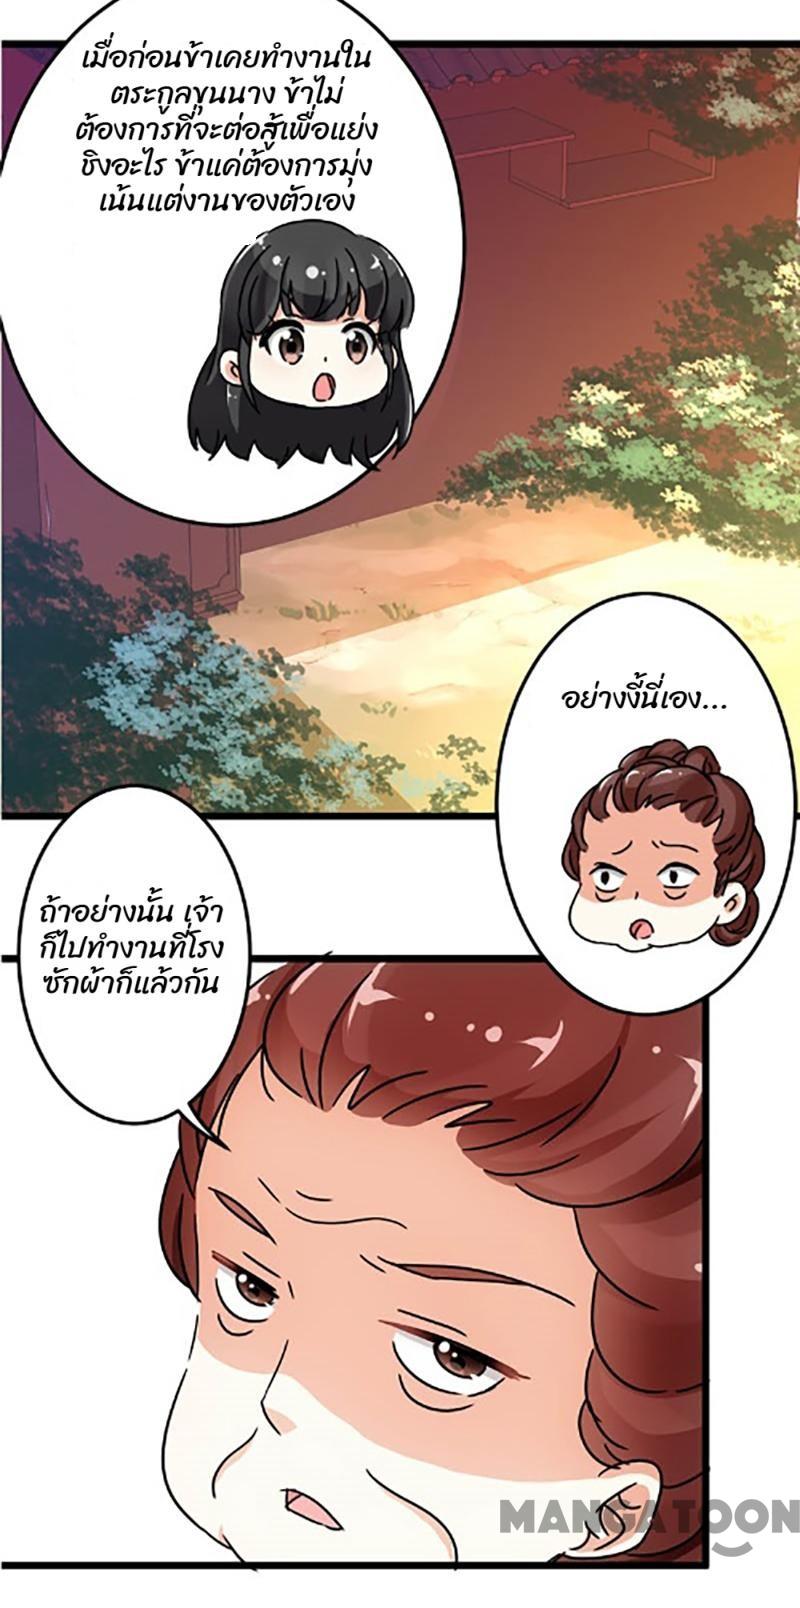 เมื่อก่อนข้าเคยทำงานใน
ตระกูลขุนนาง ข้าไม่
ต้องการที่จะต่อสู้เพื่อแย่ง
ชิงอะไร ข้าแค่ต้องการมุ่ง
เน้นแต่งานของตัวเอง
อย่างงี้นี่เอง...
ถ้าอย่างนั้น เจ้า
ก็ไปทำงานที่โรง
ซักผ้าก็แล้วกัน
MANGATOON